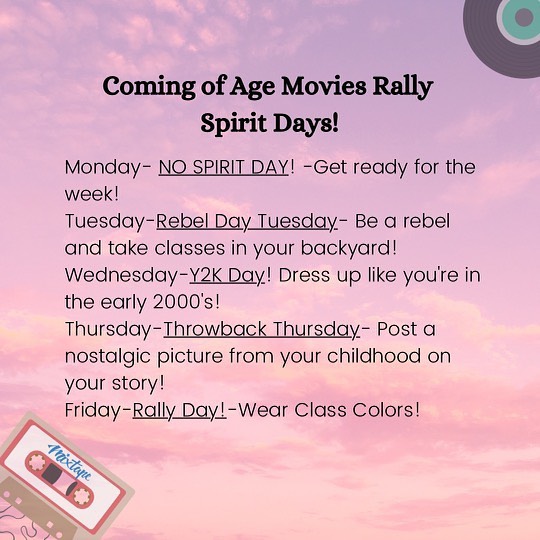 Coming of Age Movies Rally
Spirit Days!
Monday- NO SPIRIT DAY! -Get ready for the
week!
Tuesday-Rebel Day Tuesday- Be a rebel
and take classes in your backyard!
Wednesday-Y2K Day! Dress up like you're in
the early 2000's!
Thursday-Throwback Thursday- Post a
nostalgic picture from your childhood on
your story!
Friday-Rally Day!-Wear Class Colors!
Mixtape